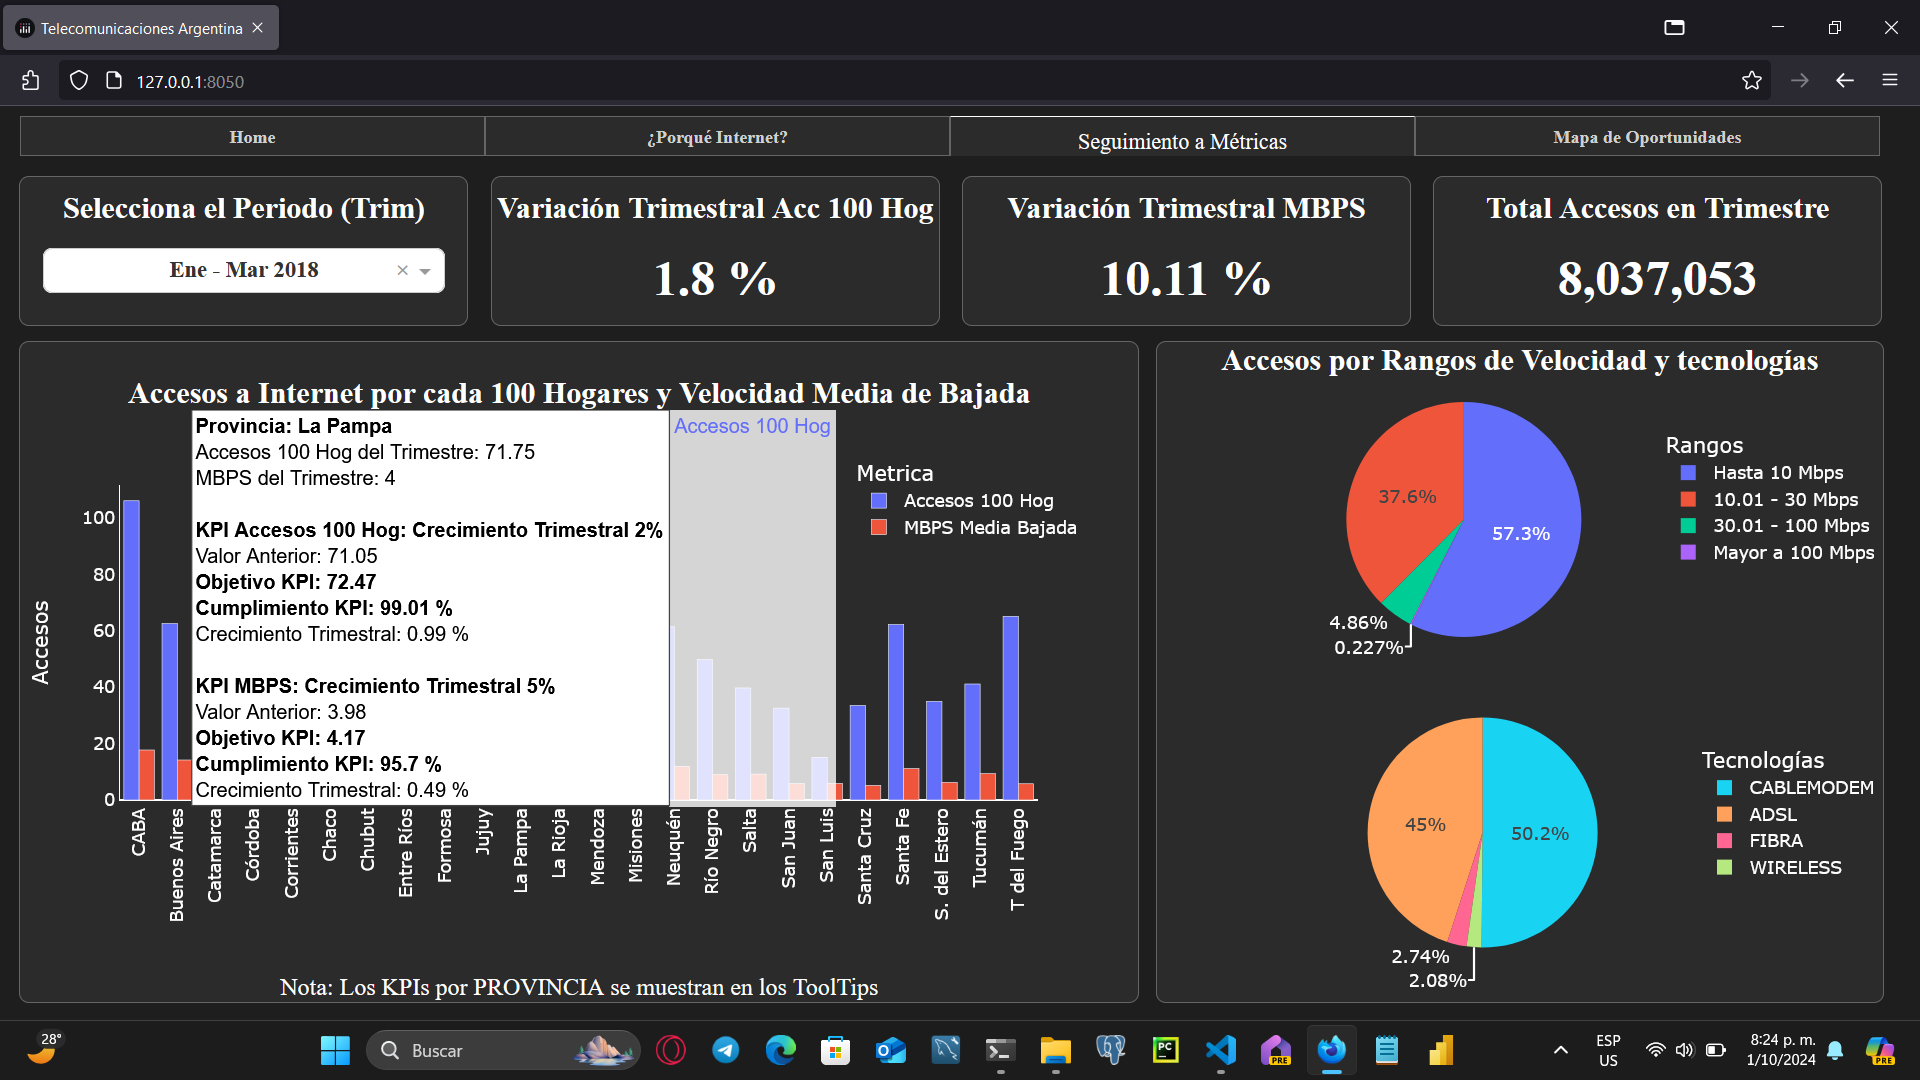 Telecomunicaciones Argentina
127.0.0.1:8050
Home
¿Porqué Internet?
Seguimiento a Métricas
Mapa de Oportunidades
Selecciona el Periodo (Trim)
Ene - Mar 2018
Variación Trimestral Acc 100 Hog
1.8 %
Variación Trimestral MBPS
10.11 %
Total Accesos en Trimestre
8,037,053
Accesos a Internet por cada 100 Hogares y Velocidad Media de Bajada
Provincia: La Pampa
Accesos 100 Hog del Trimestre: 71.75
MBPS del Trimestre: 4
KPI Accesos 100 Hog: Crecimiento Trimestral 2%
Valor Anterior: 71.05
Objetivo KPI: 72.47
Cumplimiento KPI: 99.01 %
Crecimiento Trimestral: 0.99 %
KPI MBPS: Crecimiento Trimestral 5%
Valor Anterior: 3.98
Objetivo KPI: 4.17
Cumplimiento KPI: 95.7 %
Crecimiento Trimestral: 0.49 %
Accesos 100 Hog
Metrica
Accesos 100 Hog
MBPS Media Bajada
Accesos
100
80
60
40
20
0
CABA
Buenos Aires
Catamarca
Córdoba
Corrientes
Chaco
Chubut
Entre Ríos
Formosa
Jujuy
La Pampa
La Rioja
Mendoza
Misiones
Neuquén
Río Negro
Salta
San Juan
San Luis
Santa Cruz
Santa Fe
S. del Estero
Tucumán
T del Fuego
Nota: Los KPIs por PROVINCIA se muestran en los ToolTips
Accesos por Rangos de Velocidad y tecnologías
37.6%
57.3%
4.86%
0.227%
Rangos
Hasta 10 Mbps
10.01 - 30 Mbps
30.01 - 100 Mbps
Mayor a 100 Mbps
45%
50.2%
2.74%
2.08%
Tecnologías
CABLEMODEM
ADSL
FIBRA
WIRELESS
28°
Buscar
PC
PRE
ESP
US
8:24 p. m.
1/10/2024
PRE